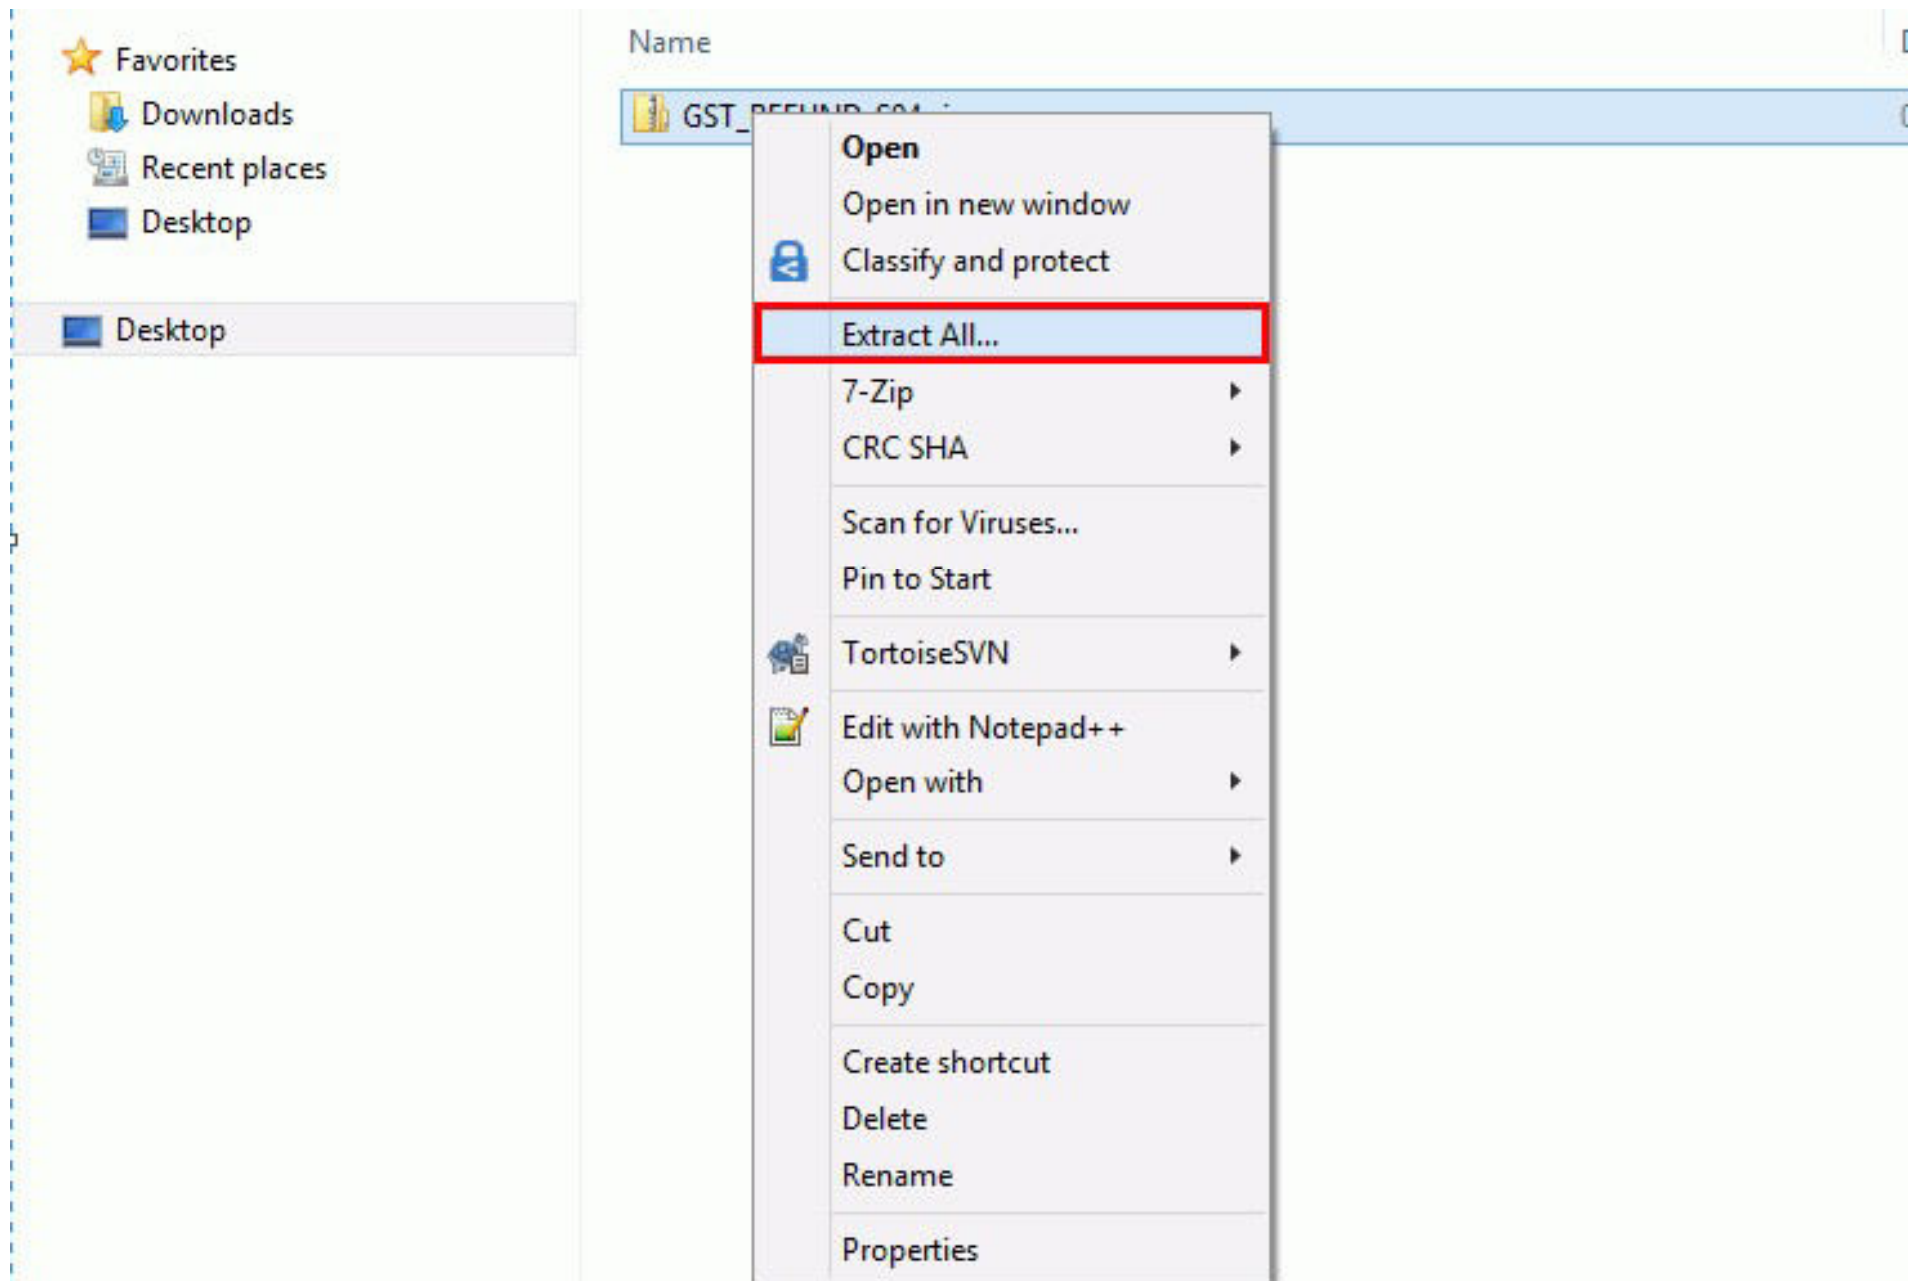 Favorites
Downloads
Recent places
Desktop
Desktop
Name
GST_REFUND_S04
Open
Open in new window
Classify and protect
Extract All...
7-Zip
CRC SHA
Scan for Viruses...
Pin to Start
TortoiseSVN
Edit with Notepad++
Open with
Send to
Cut
Copy
Create shortcut
Delete
Rename
Properties